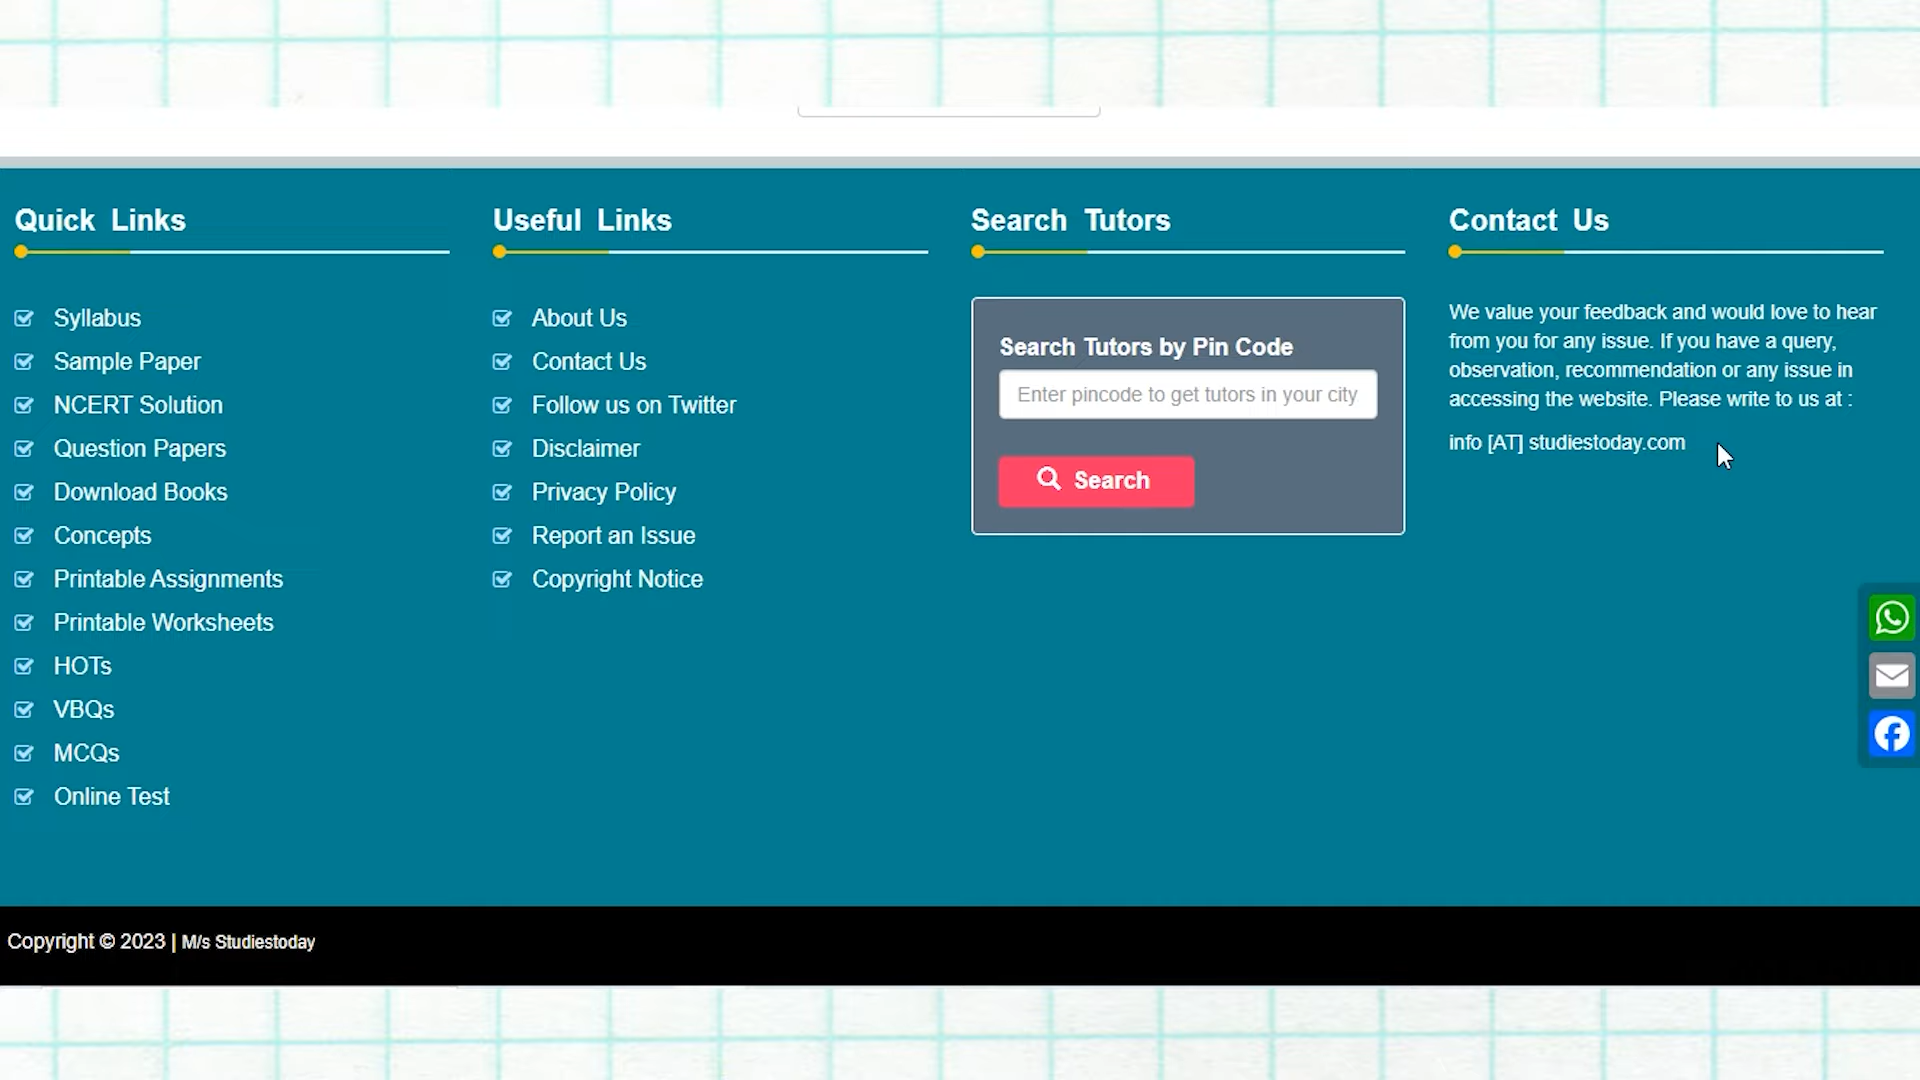 Quick Links
Syllabus
Sample Paper
NCERT Solution
Question Papers
Download Books
Concepts
Printable Assignments
Printable Worksheets
HOTs
VBQs
MCQs
Online Test
Useful Links
About Us
Contact Us
Follow us on Twitter
Disclaimer
Privacy Policy
Report an Issue
Copyright Notice
Search Tutors
Search Tutors by Pin Code
Enter pincode to get tutors in your city
Search
Contact Us
We value your feedback and would love to hear
from you for any issue. If you have a query,
observation, recommendation or any issue in
accessing the website. Please write to us at :
info [AT] studiestoday.com
Copyright © 2023 | M/s Studiestoday